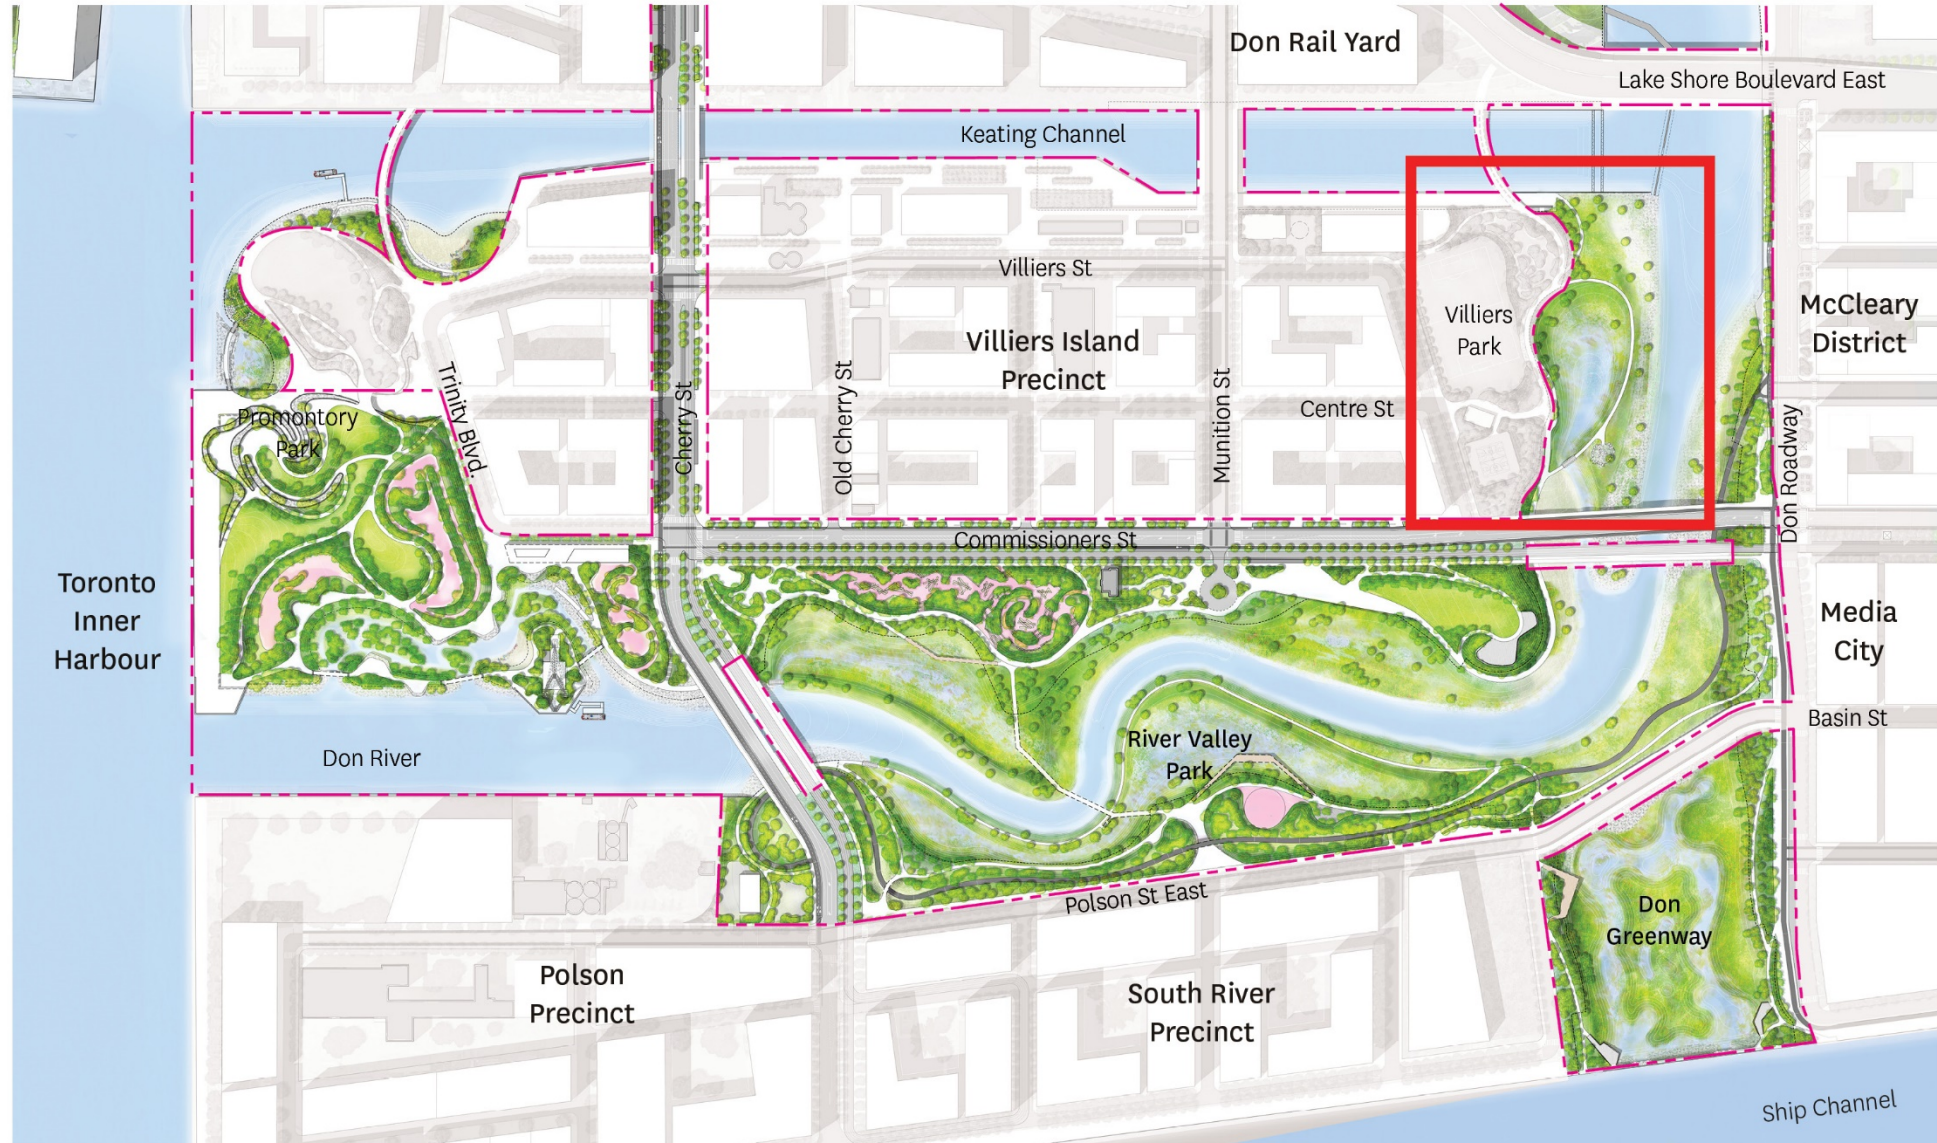 Don Rail Yard
Lake Shore Boulevard East
Keating Channel
Villiers St
Villiers
Park
McCleary
District
Villiers Island
Precinct
Old Cherry St
Trinity Blvd.
Cherry St
Munition St
Centre St
Promontory
Park
Don Roadway
Commissioners St
Toronto
Inner
Harbour
Media
City
Basin St
River Valley
Park
Don River
Polson St East
Don
Greenway
Polson
Precinct
South River
Precinct
Ship Channel